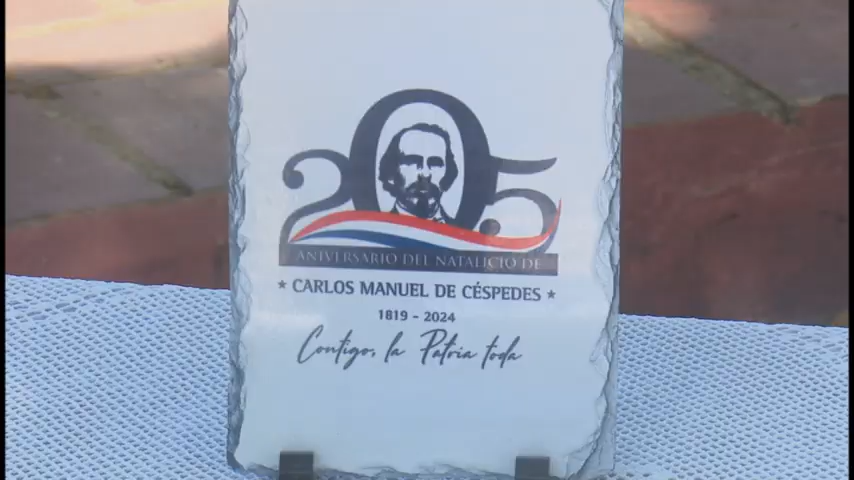 205
ANIVERSARIO DEL NATALICIO DE
★ CARLOS MANUEL DE CÉSPEDES ★
1819 - 2024
Contigo, la Patria toda